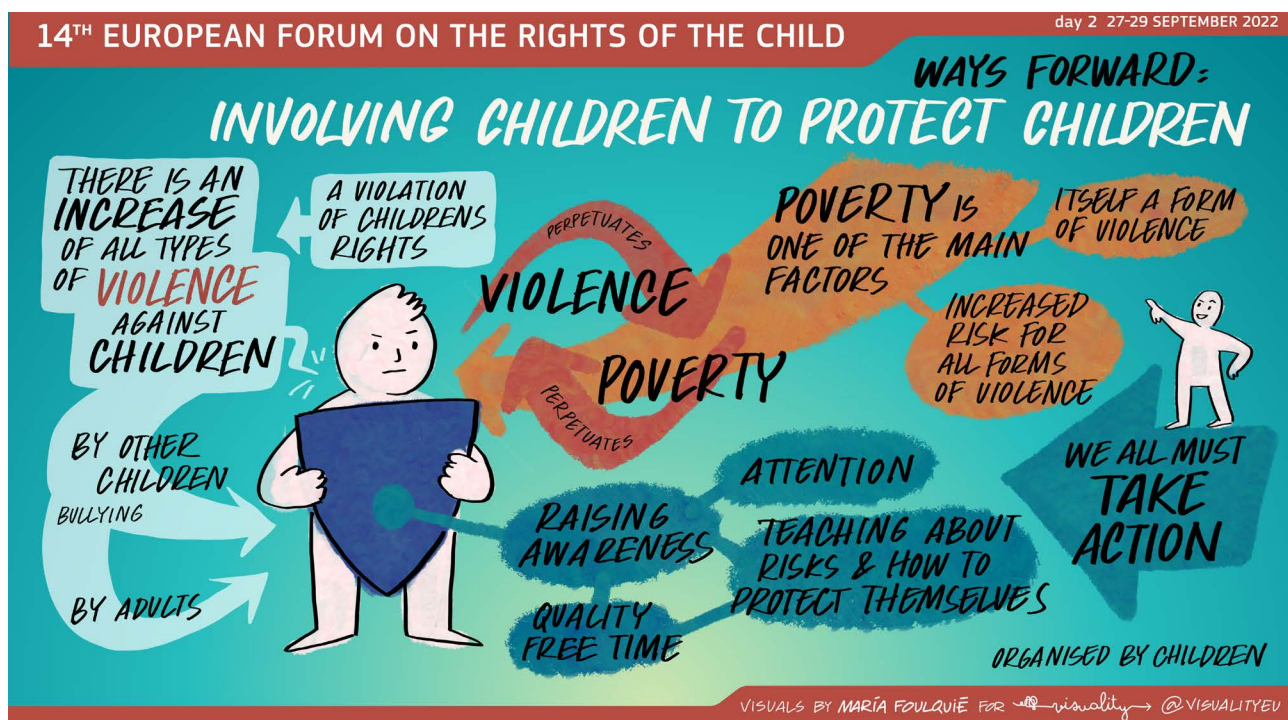 14TH EUROPEAN FORUM ON THE RIGHTS OF THE CHILD
day 2 27-29 SEPTEMBER 2022
WAYS FORWARD:
INVOLVING CHILDREN TO PROTECT CHILDREN
THERE IS AN
INCREASE
OF ALL TYPES
OF VIOLENCE
AGAINST
CHILDREN
A VIOLATION
OF CHILDRENS
RIGHTS
BY OTHER
CHILDREN
BULLYING
BY ADULTS
PERPETUATES
VIOLENCE
POVERTY
PERPETUATES
POVERTY IS
ONE OF THE MAIN
FACTORS
ITSELF A FORM
OF VIOLENCE
INCREASED
RISK FOR
ALL FORMS
OF VIOLENCE
RAISING
AWARENESS
ATTENTION
TEACHING ABOUT
RISKS & HOW TO
PROTECT THEMSELVES
QUALITY
FREE TIME
WE ALL MUST
TAKE
ACTION
ORGANISED BY CHILDREN
VISUALS BY MARÍA FOULQUIÉ FOR visuality @VISUALITYEU